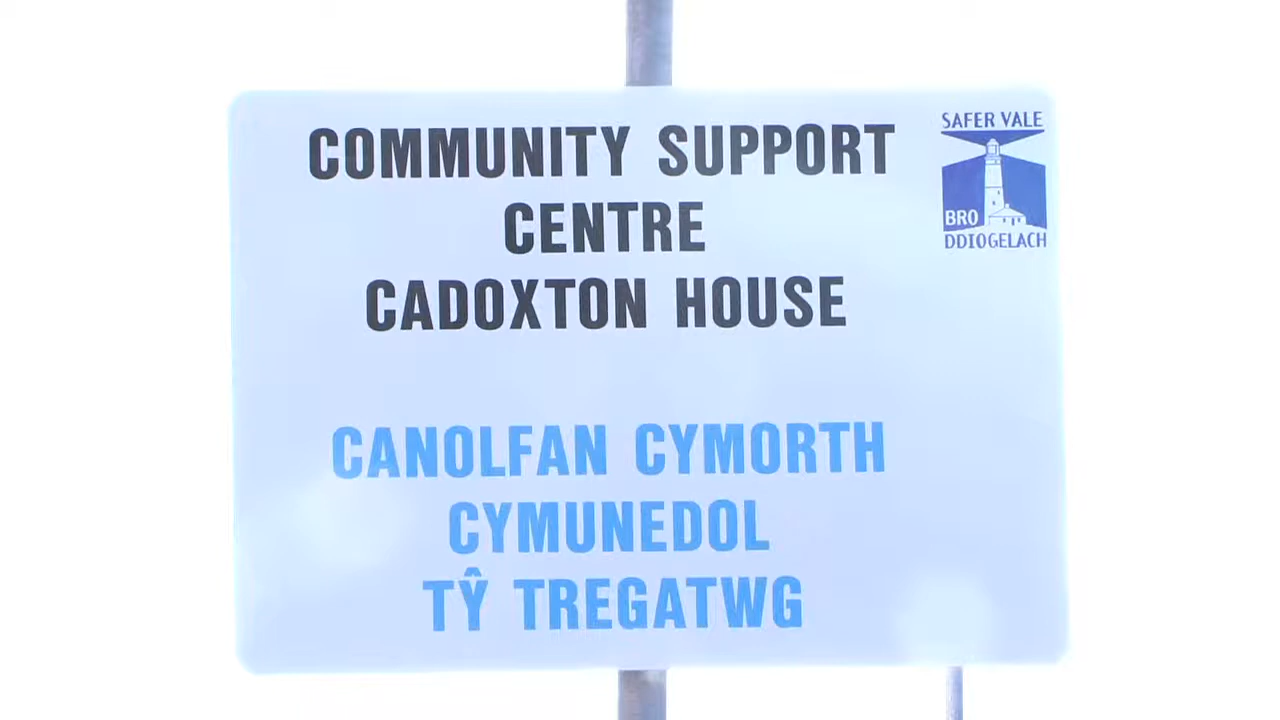 COMMUNITY SUPPORT
CENTRE
CADOXTON HOUSE
CANOLFAN CYMORTH
CYMUNEDOL
TŶ TREGATWG
SAFER VALE
BRO
DDIOGELACH